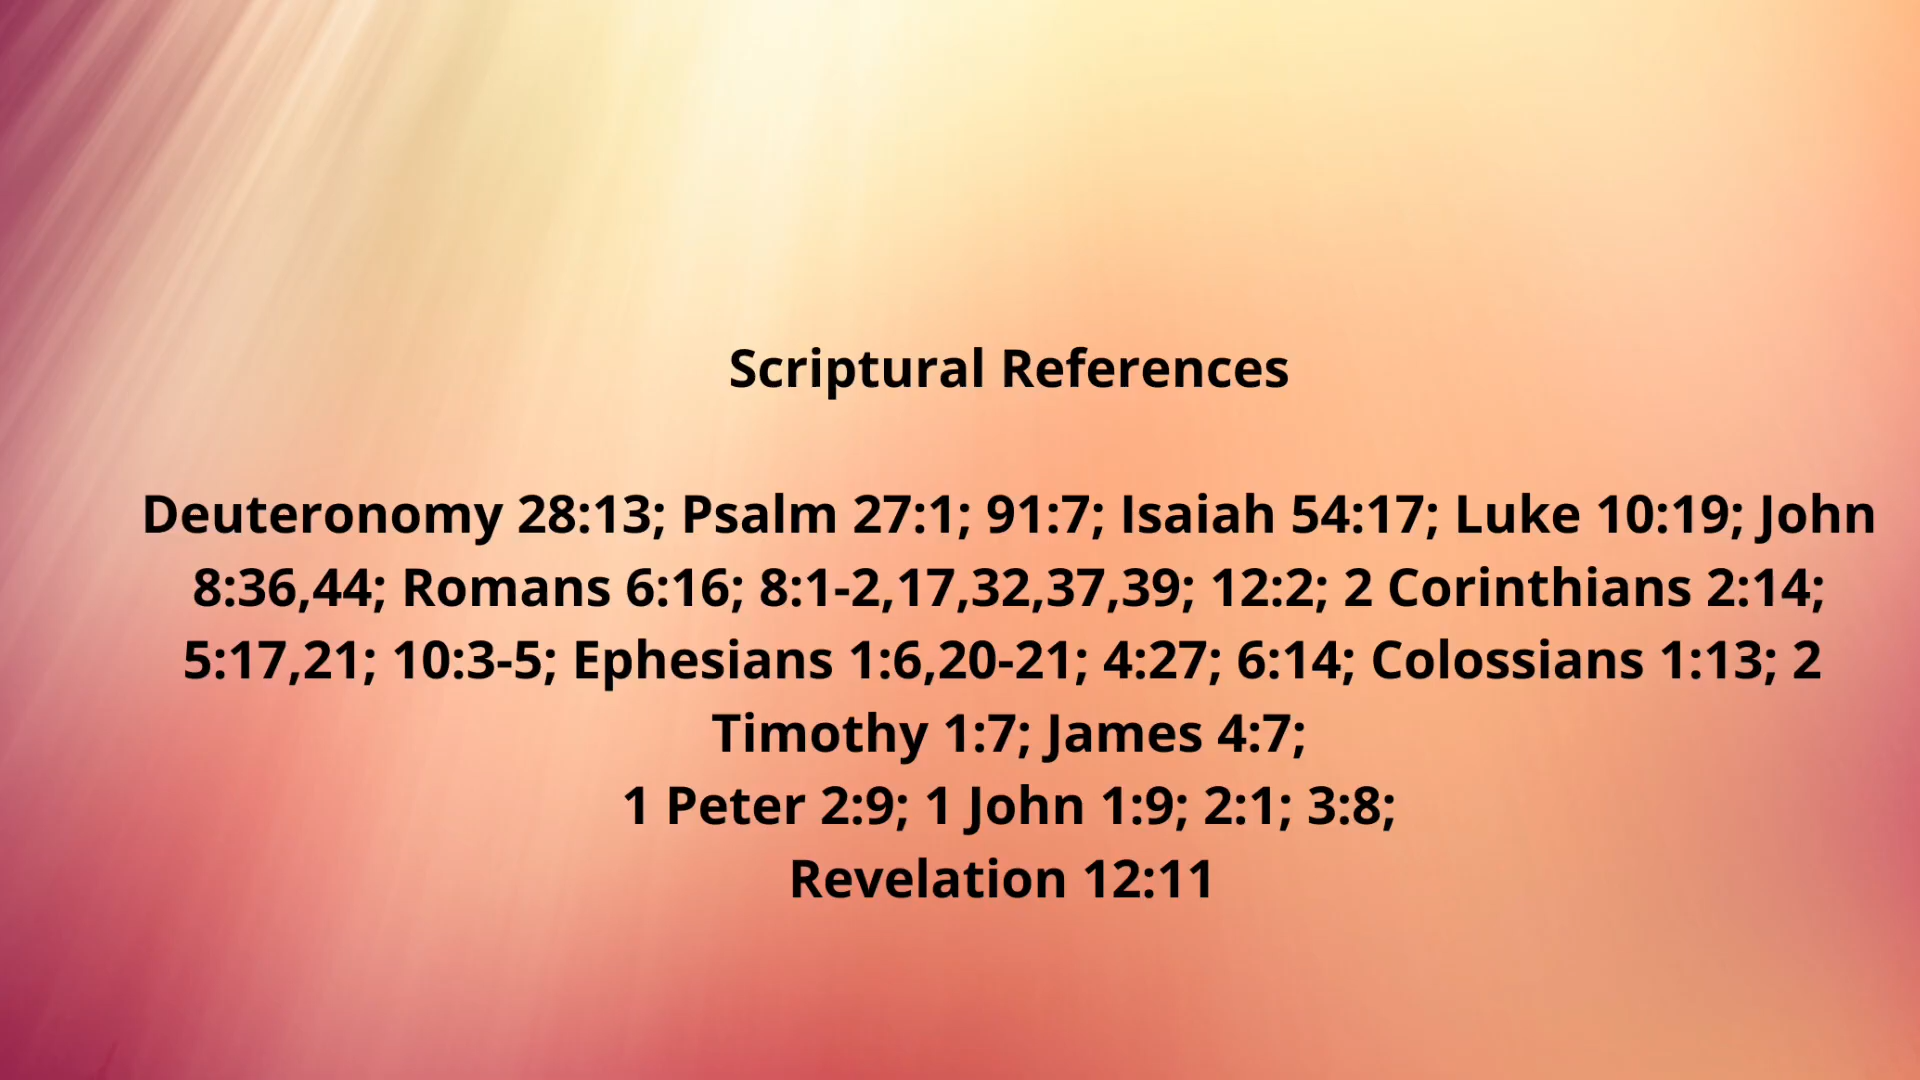 Scriptural References
Deuteronomy 28:13; Psalm 27:1; 91:7; Isaiah 54:17; Luke 10:19; John
8:36,44; Romans 6:16; 8:1-2,17,32,37,39; 12:2; 2 Corinthians 2:14;
5:17,21; 10:3-5; Ephesians 1:6,20-21; 4:27; 6:14; Colossians 1:13; 2
Timothy 1:7; James 4:7;
1 Peter 2:9; 1 John 1:9; 2:1; 3:8;
Revelation 12:11